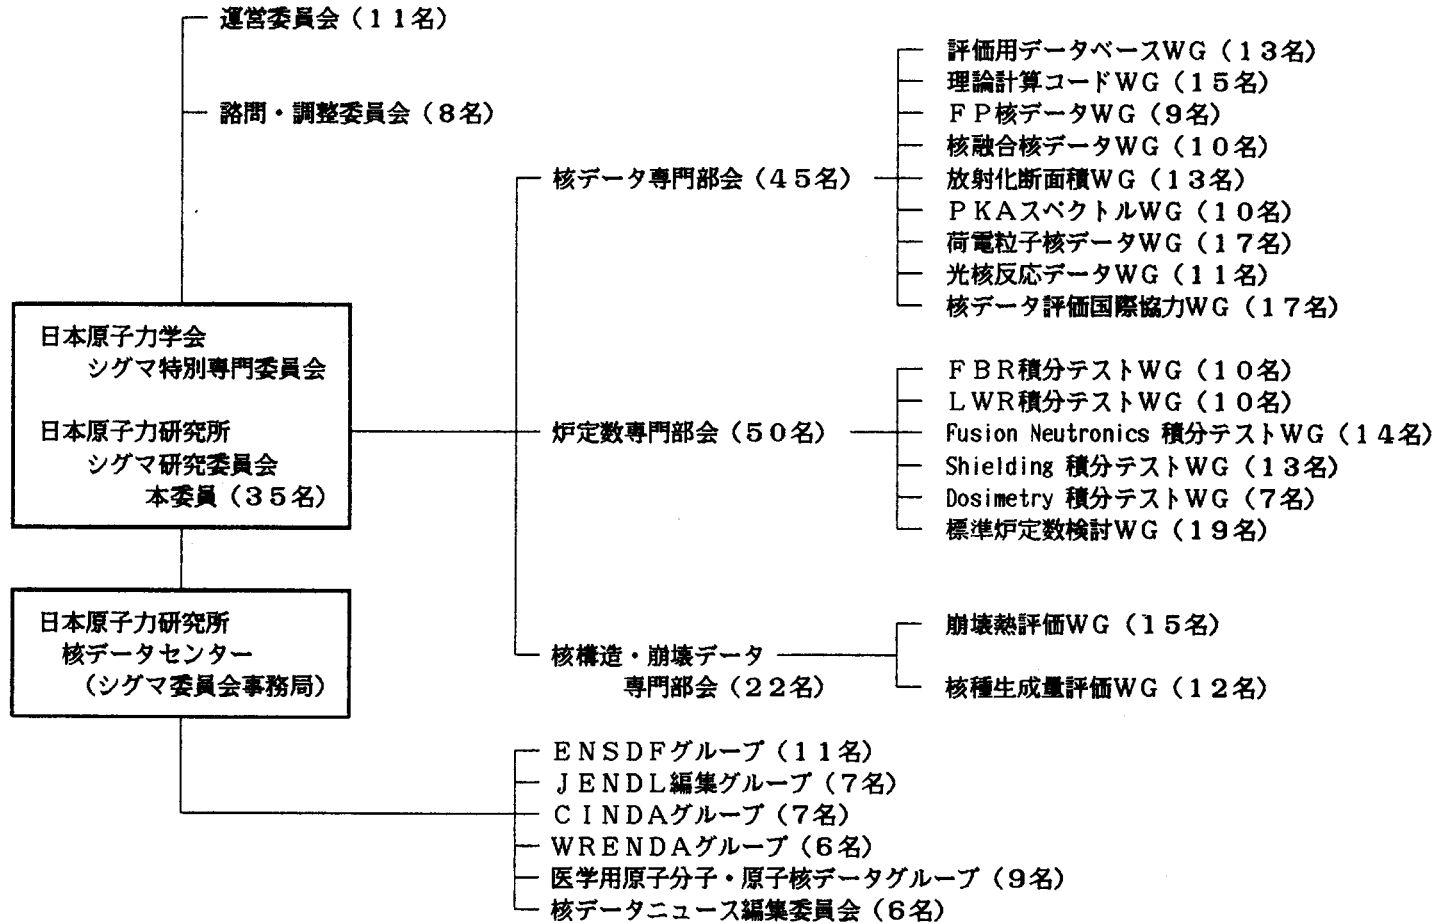 運営委員会（１１名）
諮問・調整委員会（８名）
日本原子力学会
シグマ特別専門委員会
日本原子力研究所
シグマ研究委員会
本委員（３５名）
日本原子力研究所
核データセンター
（シグマ委員会事務局）
核データ専門部会（４５名）
評価用データベースＷＧ（１３名）
理論計算コードＷＧ（１５名）
ＦＰ核データＷＧ（９名）
核融合核データＷＧ（１０名）
放射化断面積ＷＧ（１３名）
ＰＫＡスペクトルＷＧ（１０名）
荷電粒子核データＷＧ（１７名）
光核反応データＷＧ（１１名）
核データ評価国際協力ＷＧ（１７名）
炉定数専門部会（５０名）
ＦＢＲ積分テストＷＧ（１０名）
ＬＷＲ積分テストＷＧ（１０名）
Fusion Neutronics 積分テストＷＧ（１４名）
Shielding 積分テストＷＧ（１３名）
Dosimetry 積分テストＷＧ（７名）
標準炉定数検討ＷＧ（１９名）
核構造・崩壊データ
専門部会（２２名）
崩壊熱評価ＷＧ（１５名）
核種生成量評価ＷＧ（１２名）
ＥＮＳＤＦグループ（１１名）
ＪＥＮＤＬ編集グループ（７名）
ＣＩＮＤＡグループ（７名）
ＷＲＥＮＤＡグループ（６名）
医学用原子分子・原子核データグループ（９名）
核データニュース編集委員会（６名）